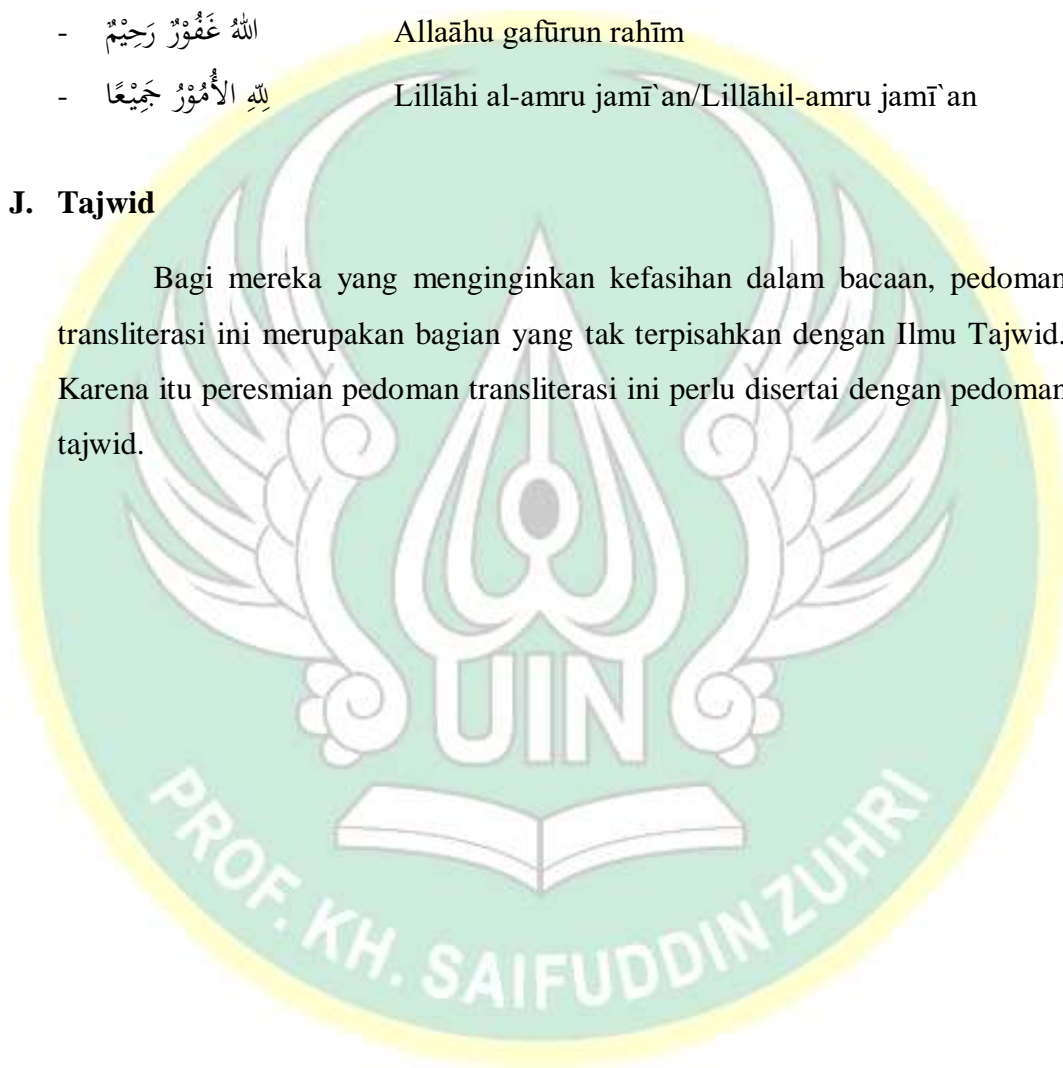 - اللهُ غَفُوْرٌ رَحِيْمٌ Allaāhu gafūrun rahīm
- لِلّهِ الأُمُوْرُ جَمِيْعًا Lillāhi al-amru jamī`an/Lillāhil-amru jamī`an
J. Tajwid
Bagi mereka yang menginginkan kefasihan dalam bacaan, pedoman
transliterasi ini merupakan bagian yang tak terpisahkan dengan Ilmu Tajwid.
Karena itu peresmian pedoman transliterasi ini perlu disertai dengan pedoman
tajwid.
UIN
PROF. KH. SAIFUDDIN ZUHRI